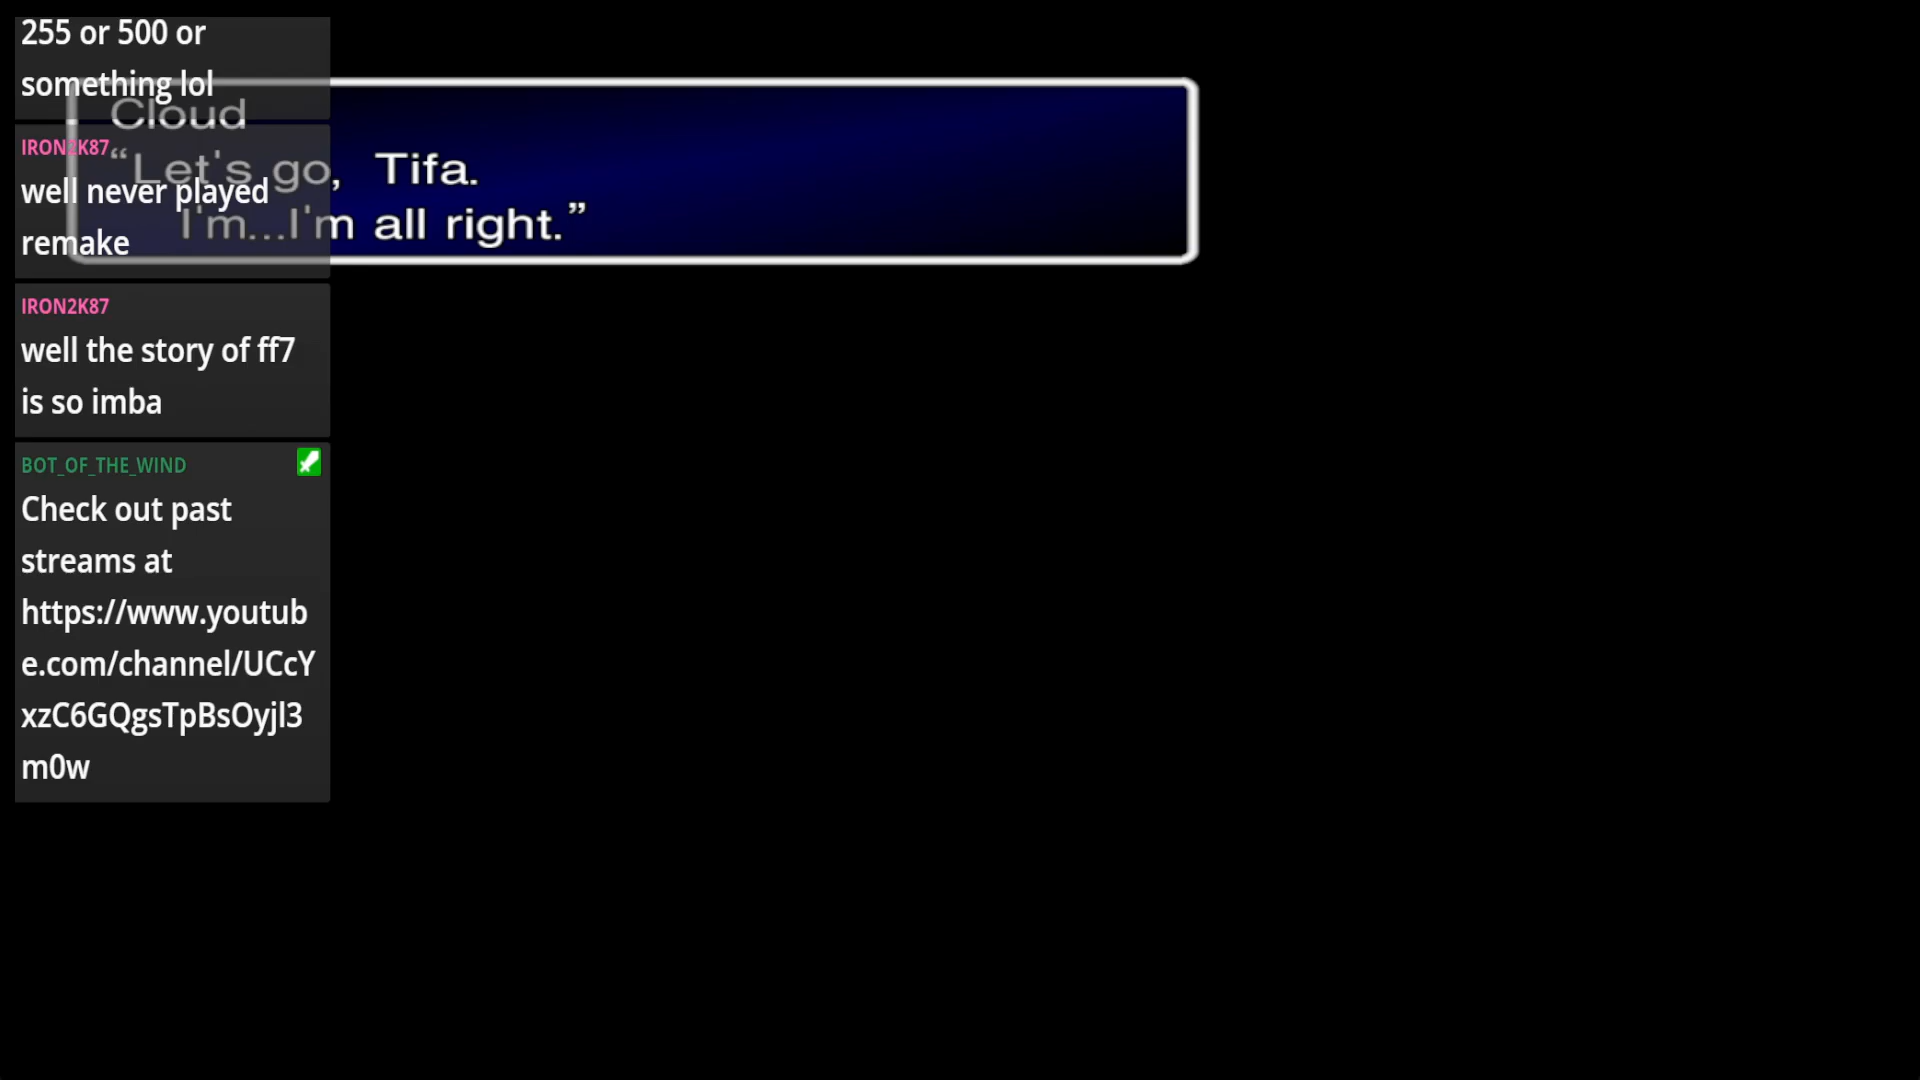 255 or 500 or
something lol
Cloud
“Let's go, Tifa.
I'm...I'm all right.”
IRON2K87
well never played
remake
IRON2K87
well the story of ff7
is so imba
BOT_OF_THE_WIND
Check out past
streams at
https://www.youtub
e.com/channel/UCcY
xzC6GQgsTpBsOyjl3
m0w